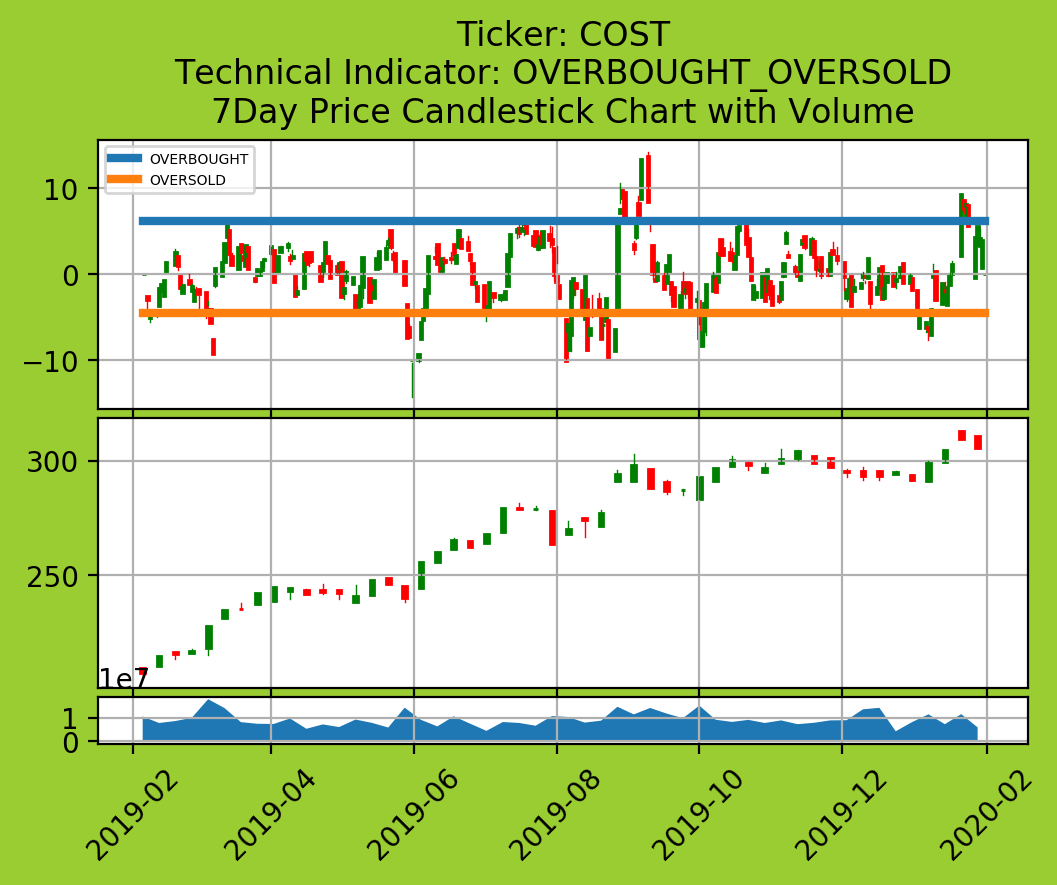 Ticker: COST
Technical Indicator: OVERBOUGHT_OVERSOLD
7Day Price Candlestick Chart with Volume
OVERBOUGHT
OVERSOLD
10
0
−10
300
250
1e7
1
0
2019-02
2019-04
2019-06
2019-08
2019-10
2019-12
2020-02